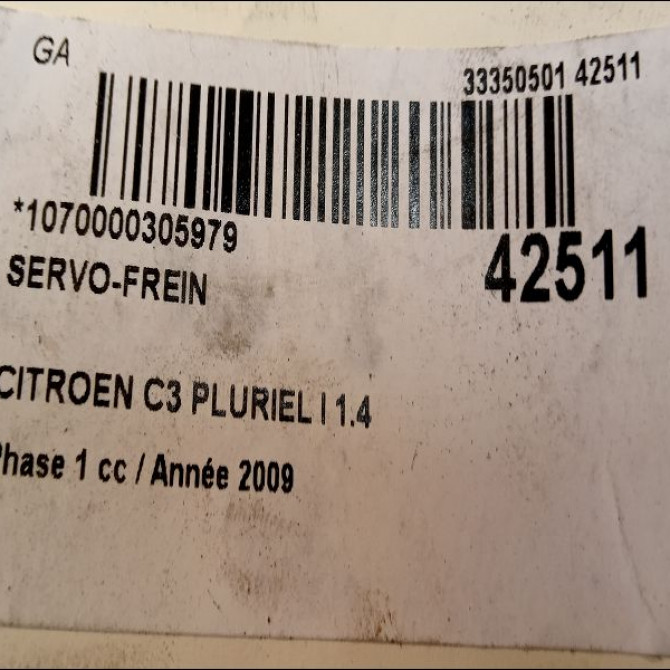 GA
33350501 42511
*1070000305979
42511
SERVO-FREIN
CITROEN C3 PLURIEL I 1.4
Phase 1 cc / Année 2009